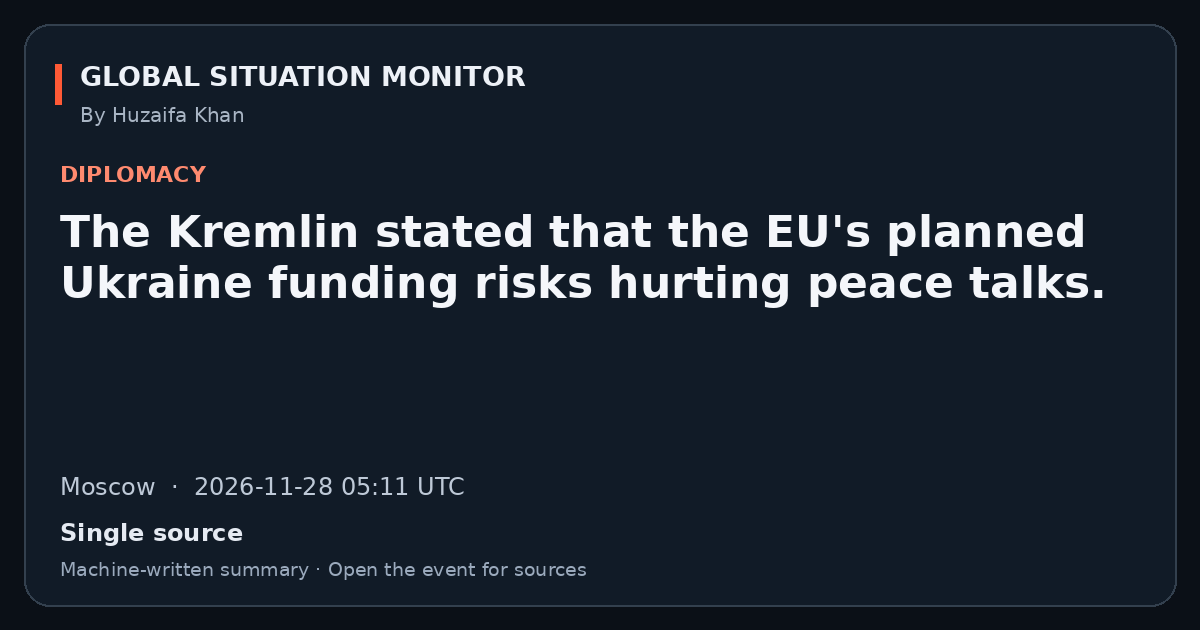 GLOBAL SITUATION MONITOR
By Huzaifa Khan
DIPLOMACY
The Kremlin stated that the EU's planned
Ukraine funding risks hurting peace talks.
Moscow · 2026-11-28 05:11 UTC
Single source
Machine-written summary · Open the event for sources